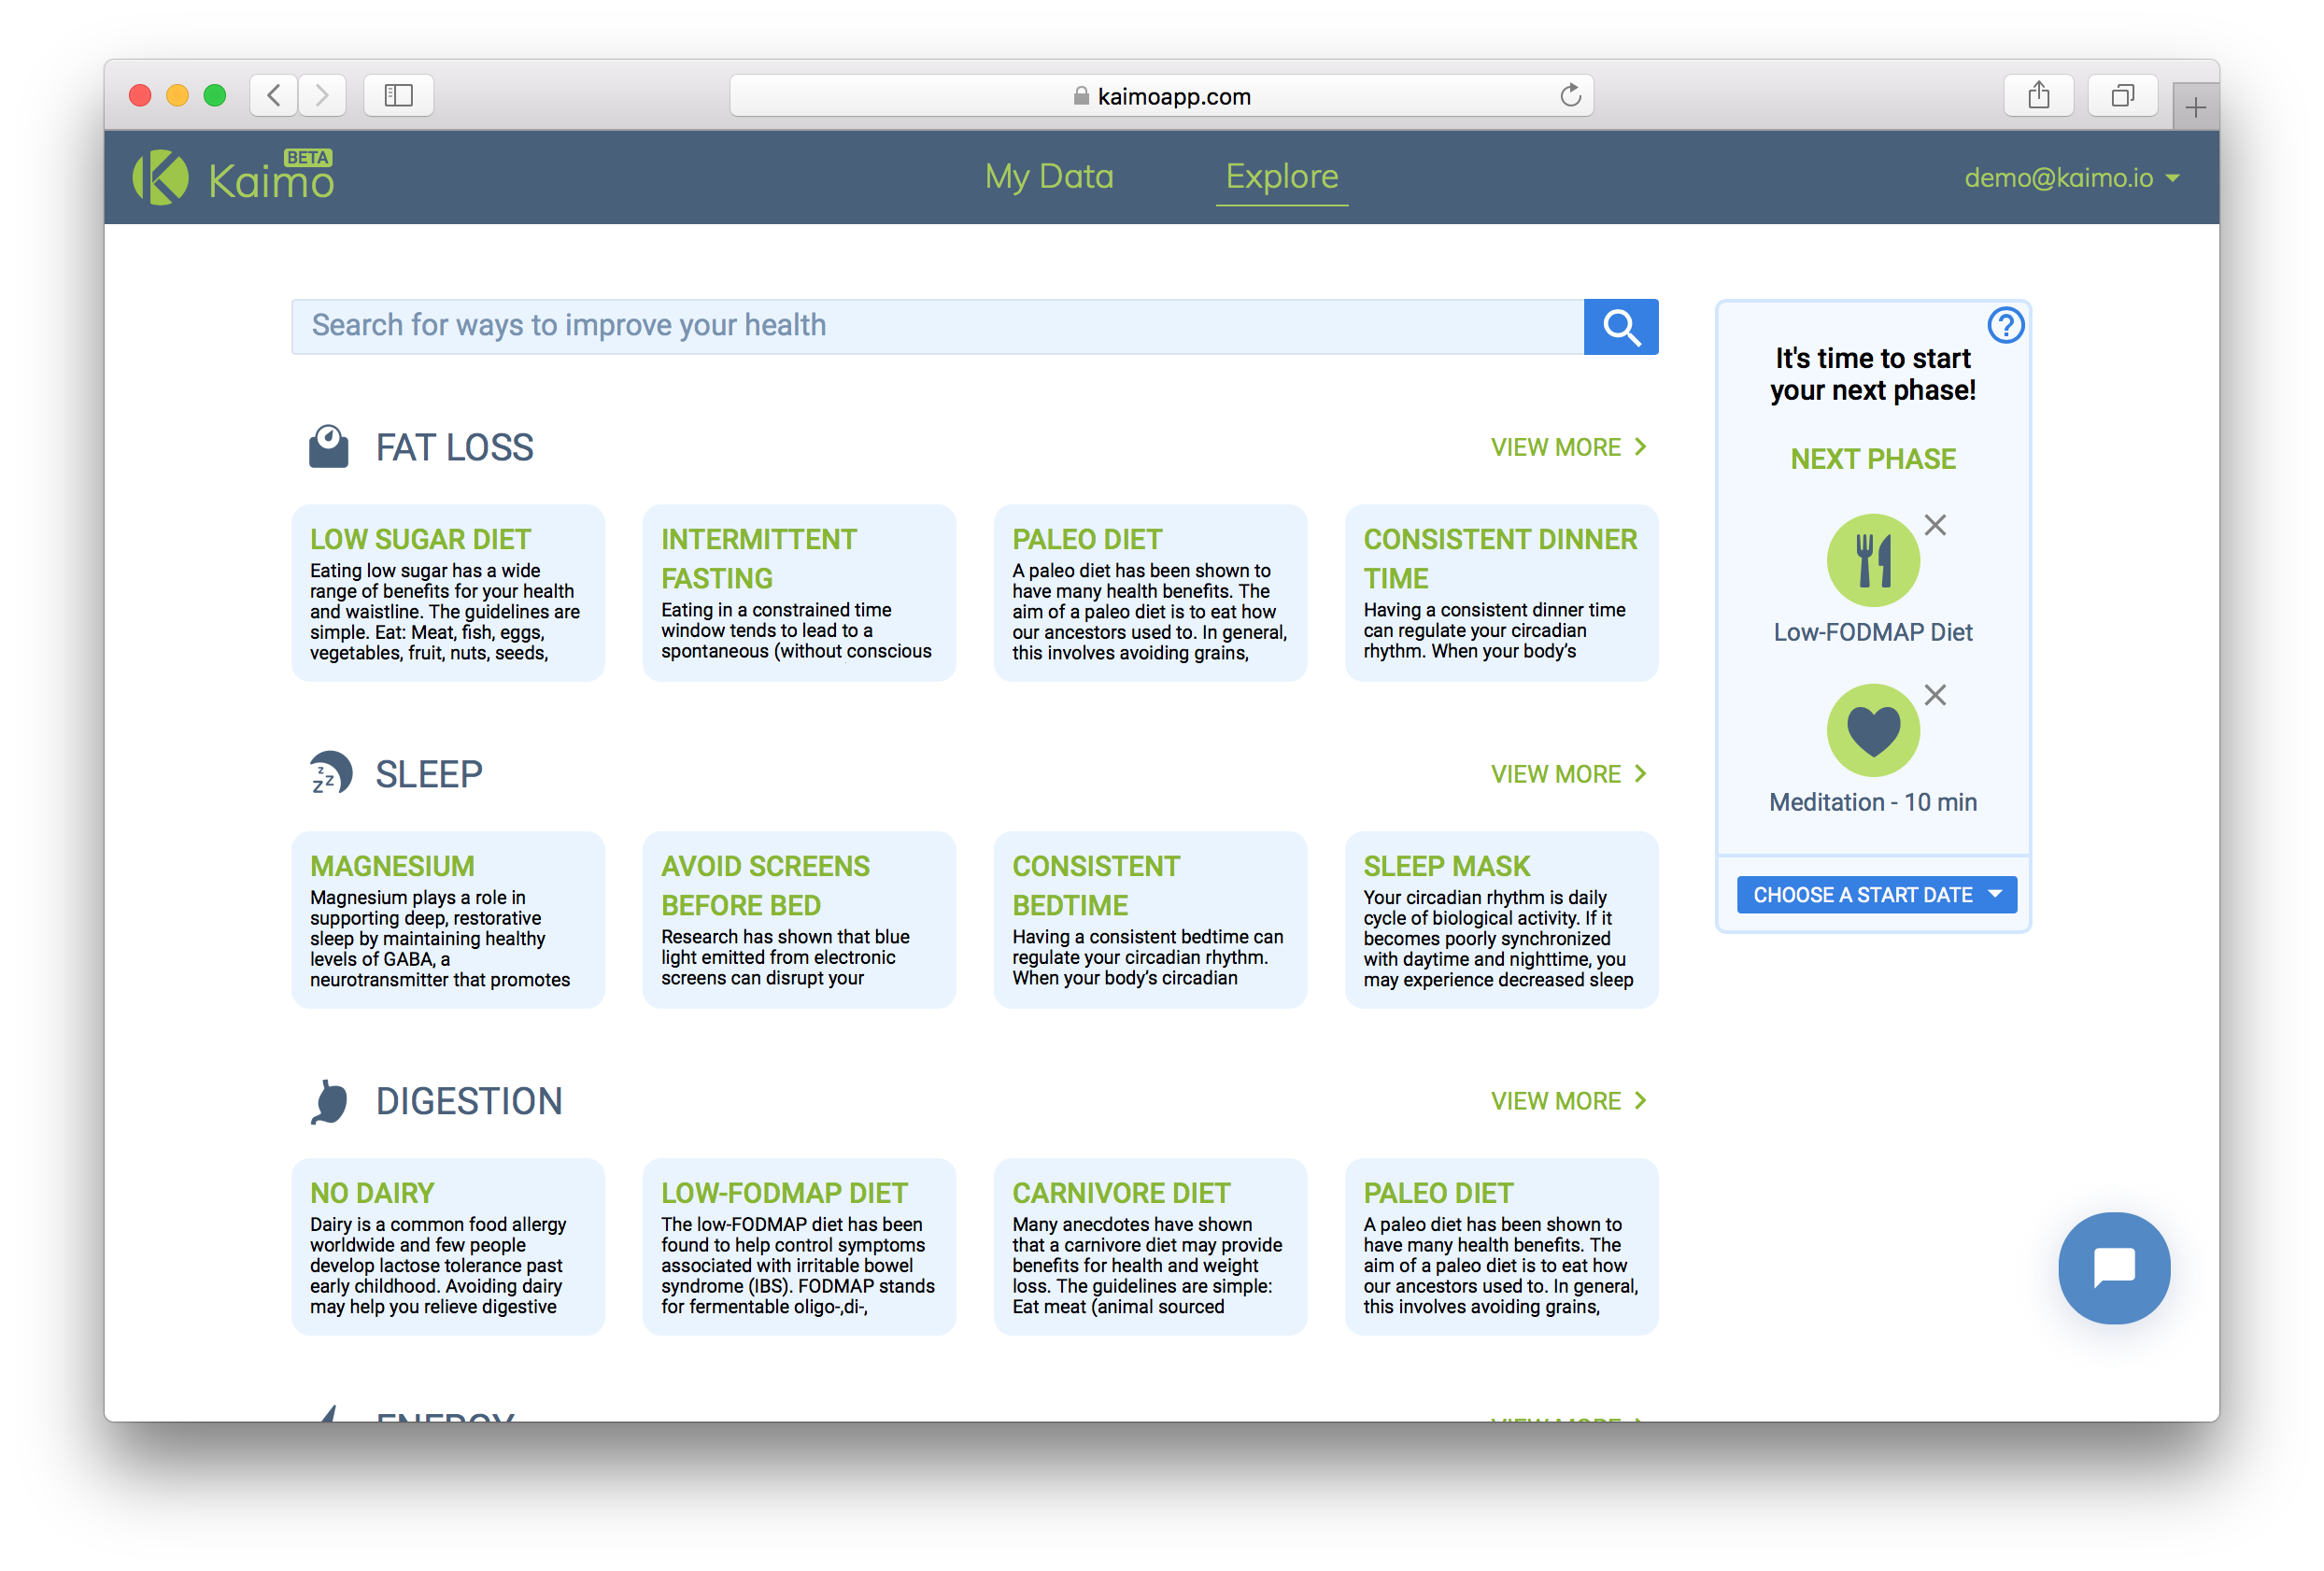 kaimoapp.com
Kaimo BETA
My Data
Explore
demo@kaimo.io
Search for ways to improve your health
It's time to start
your next phase!
NEXT PHASE
Low-FODMAP Diet
Meditation - 10 min
CHOOSE A START DATE
FAT LOSS
VIEW MORE
LOW SUGAR DIET
Eating low sugar has a wide
range of benefits for your health
and waistline. The guidelines are
simple. Eat: Meat, fish, eggs,
vegetables, fruit, nuts, seeds,
INTERMITTENT
FASTING
Eating in a constrained time
window tends to lead to a
spontaneous (without conscious
PALEO DIET
A paleo diet has been shown to
have many health benefits. The
aim of a paleo diet is to eat how
our ancestors used to. In general,
this involves avoiding grains,
CONSISTENT DINNER
TIME
Having a consistent dinner time
can regulate your circadian
rhythm. When your body's
zzz
SLEEP
VIEW MORE
MAGNESIUM
Magnesium plays a role in
supporting deep, restorative
sleep by maintaining healthy
levels of GABA, a
neurotransmitter that promotes
AVOID SCREENS
BEFORE BED
Research has shown that blue
light emitted from electronic
screens can disrupt your
CONSISTENT
BEDTIME
Having a consistent bedtime can
regulate your circadian rhythm.
When your body's circadian
SLEEP MASK
Your circadian rhythm is daily
cycle of biological activity. If it
becomes poorly synchronized
with daytime and nighttime, you
may experience decreased sleep
DIGESTION
VIEW MORE
NO DAIRY
Dairy is a common food allergy
worldwide and few people
develop lactose tolerance past
early childhood. Avoiding dairy
may help you relieve digestive
LOW-FODMAP DIET
The low-FODMAP diet has been
found to help control symptoms
associated with irritable bowel
syndrome (IBS). FODMAP stands
for fermentable oligo-,di-,
CARNIVORE DIET
Many anecdotes have shown
that a carnivore diet may provide
benefits for health and weight
loss. The guidelines are simple:
Eat meat (animal sourced
PALEO DIET
A paleo diet has been shown to
have many health benefits. The
aim of a paleo diet is to eat how
our ancestors used to. In general,
this involves avoiding grains,
ENERGY
VIEW MORE